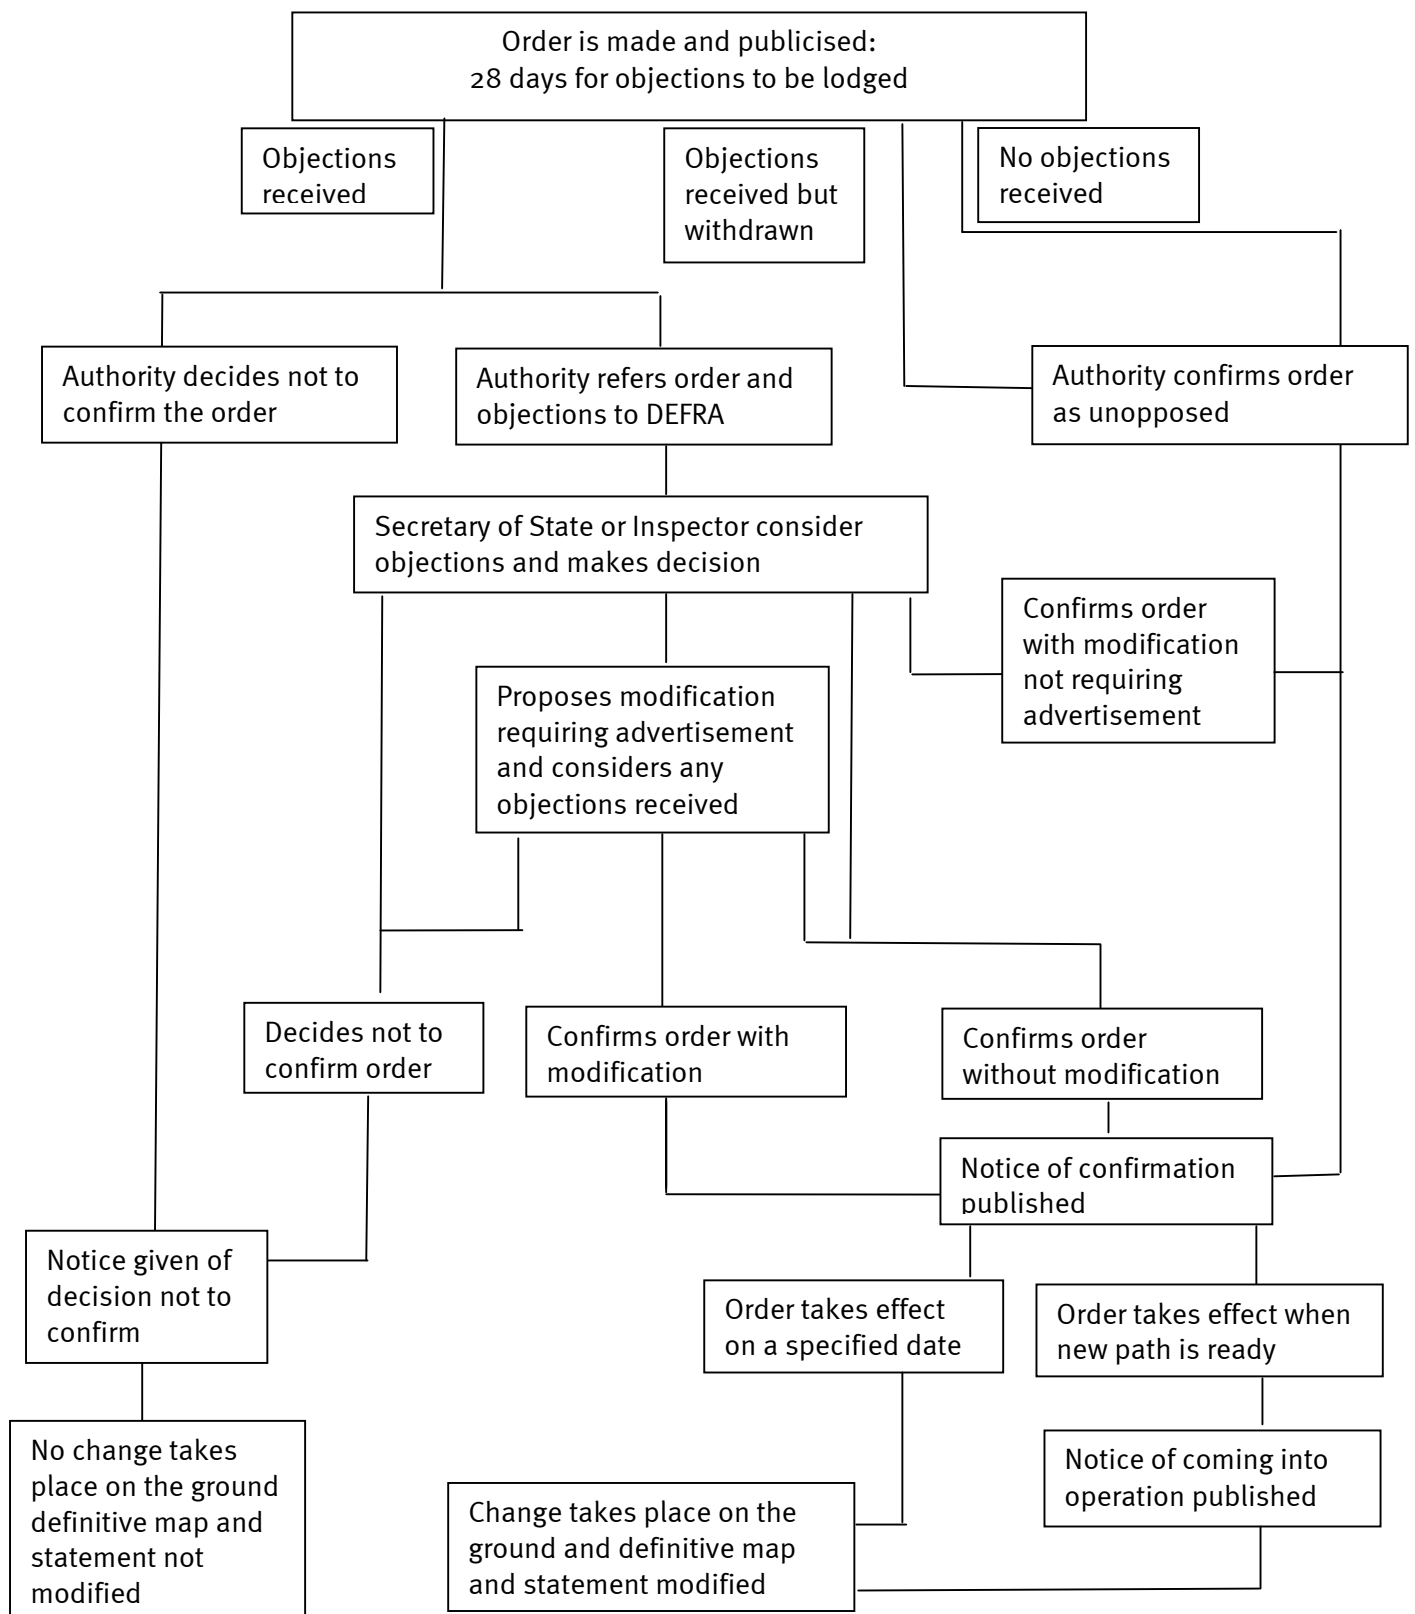 Order is made and publicised:
28 days for objections to be lodged
Objections
received
Objections
received but
withdrawn
No objections
received
Authority decides not to
confirm the order
Authority refers order and
objections to DEFRA
Authority confirms order
as unopposed
Secretary of State or Inspector consider
objections and makes decision
Confirms order
with modification
not requiring
advertisement
Proposes modification
requiring advertisement
and considers any
objections received
Decides not to
confirm order
Confirms order with
modification
Confirms order
without modification
Notice of confirmation
published
Notice given of
decision not to
confirm
Order takes effect
on a specified date
Order takes effect when
new path is ready
No change takes
place on the ground
definitive map and
statement not
modified
Change takes place on the
ground and definitive map
and statement modified
Notice of coming into
operation published